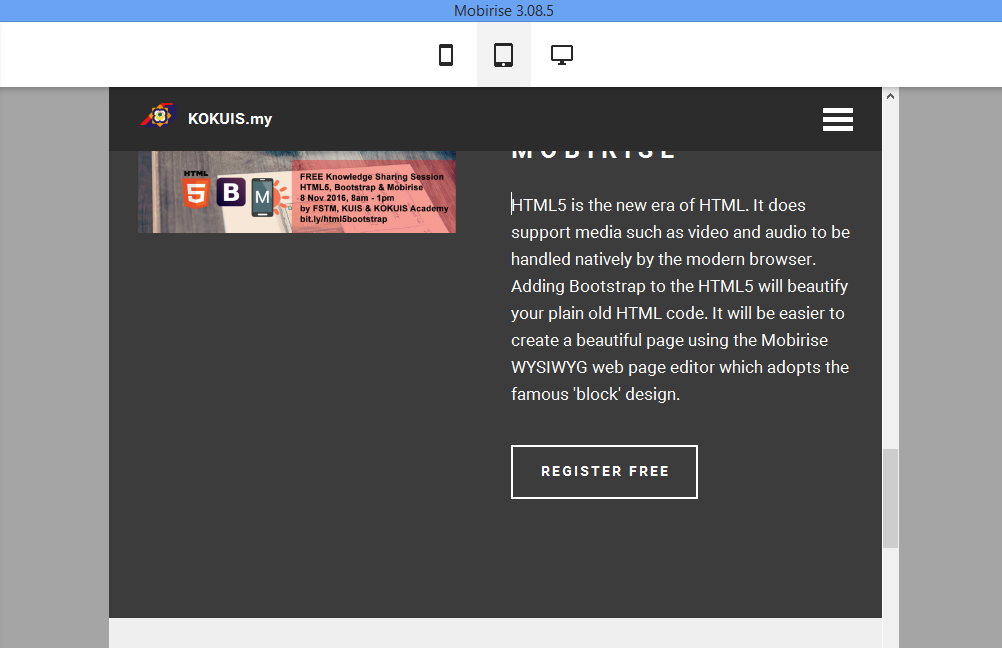 Mobirise 3.08.5
KOKUIS.my
MOBIRISE
HTML
5
B
M
FREE Knowledge Sharing Session
HTML5, Bootstrap & Mobirise
8 Nov 2016, 8am - 1pm
by FSTM, KUIS & KOKUIS Academy
bit.ly/html5bootstrap
HTML5 is the new era of HTML. It does
support media such as video and audio to be
handled natively by the modern browser.
Adding Bootstrap to the HTML5 will beautify
your plain old HTML code. It will be easier to
create a beautiful page using the Mobirise
WYSIWYG web page editor which adopts the
famous 'block' design.
REGISTER FREE